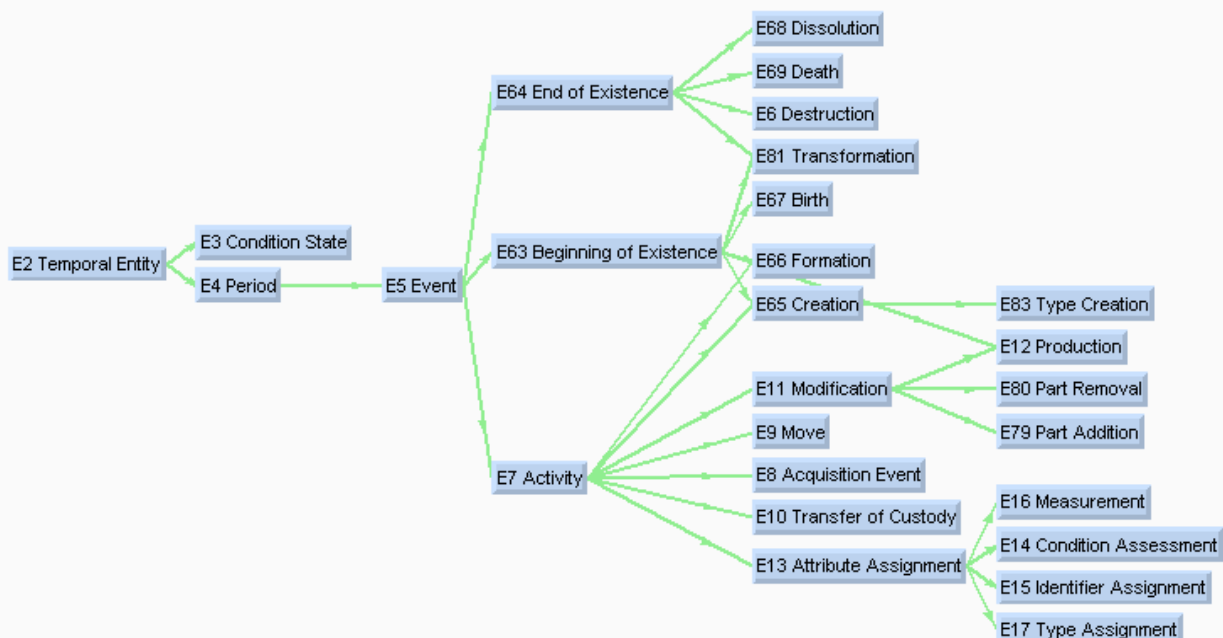 E68 Dissolution
E69 Death
E64 End of Existence
E6 Destruction
E81 Transformation
E67 Birth
E3 Condition State
E2 Temporal Entity
E63 Beginning of Existence
E66 Formation
E4 Period
E5 Event
E65 Creation
E83 Type Creation
E12 Production
E11 Modification
E80 Part Removal
E9 Move
E79 Part Addition
E7 Activity
E8 Acquisition Event
E16 Measurement
E10 Transfer of Custody
E14 Condition Assessment
E13 Attribute Assignment
E15 Identifier Assignment
E17 Type Assignment